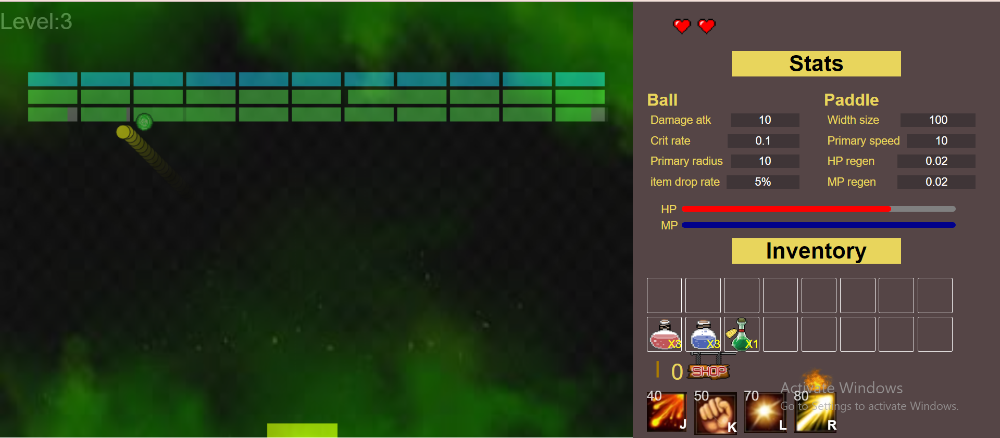 Level:3
Stats
Ball
Paddle
Damage atk 10
Width size 100
Crit rate 0.1
Primary speed 10
Primary radius 10
HP regen 0.02
item drop rate 5%
MP regen 0.02
HP
MP
Inventory
X3
X3
X1
0
SHOP
40
50
70
80
J
K
L
R
Activate Windows
Go to Settings to activate Windows.